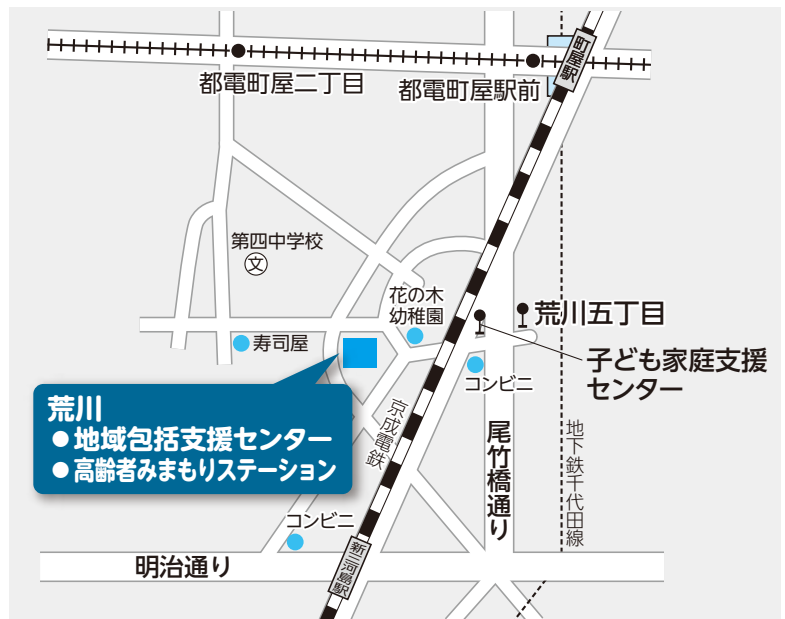 町屋駅
都電町屋二丁目
都電町屋駅前
第四中学校
文
花の木
幼稚園
荒川五丁目
寿司屋
子ども家庭支援
センター
コンビニ
荒川
●地域包括支援センター
●高齢者みまもりステーション
京成電鉄
尾竹橋通り
地下鉄千代田線
コンビニ
明治通り
新三河島駅